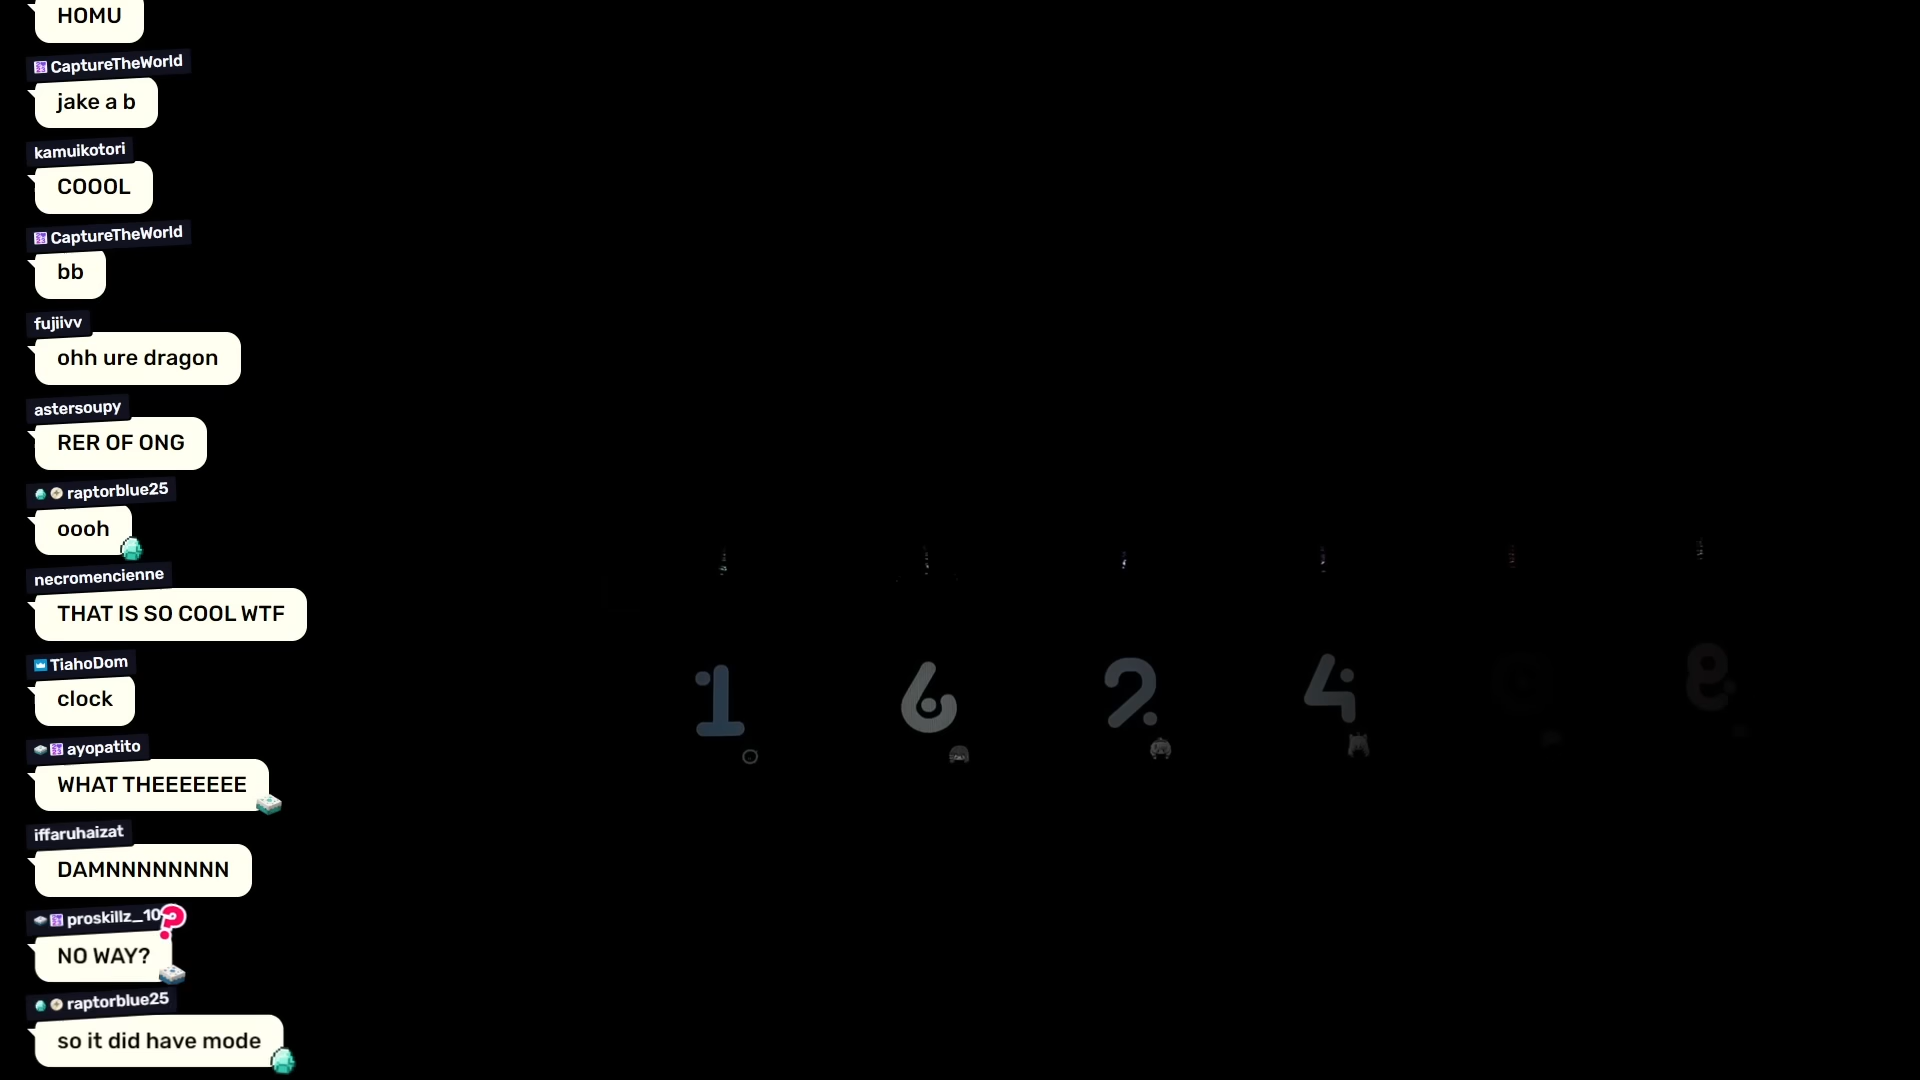 HOMU
CaptureTheWorld
jake a b
kamuikotori
COOOL
CaptureTheWorld
bb
fujiivv
ohh ure dragon
astersoupy
RER OF ONG
raptorblue25
oooh
necromencienne
THAT IS SO COOL WTF
TiahoDom
clock
ayopatito
WHAT THEEEEEEE
iffaruhaizat
DAMNNNNNNNN
proskillz_10
NO WAY?
raptorblue25
so it did have mode
1 6 2 4